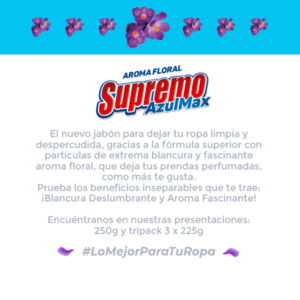 AROMA FLORAL
Supremo
AzulMax
El nuevo jabón para dejar tu ropa limpia y
despercudida, gracias a la fórmula superior con
partículas de extrema blancura y fascinante
aroma floral, que deja tus prendas perfumadas,
como más te gusta.
Prueba los beneficios inseparables que te trae:
¡Blancura Deslumbrante y Aroma Fascinante!
Encuéntranos en nuestras presentaciones:
250g y tripack 3 x 225g
#LoMejorParaTuRopa